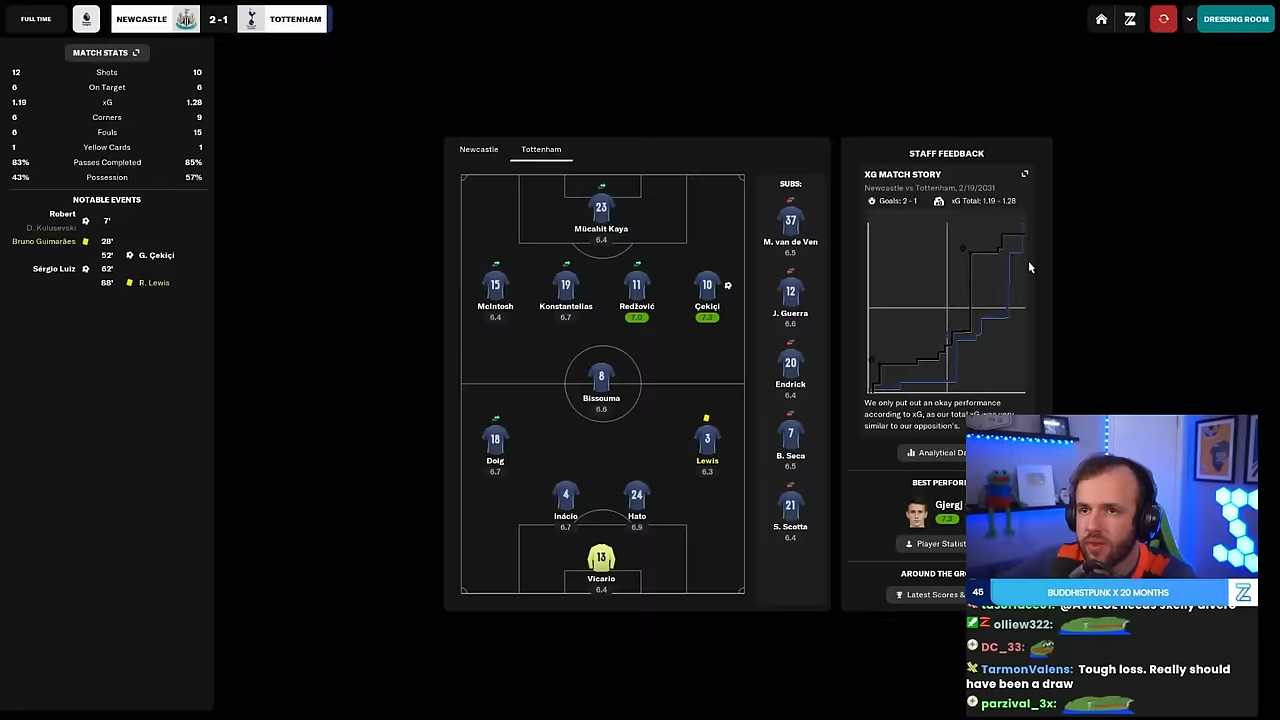 FULL TIME
NEWCASTLE
2 - 1
TOTTENHAM
Z
DRESSING ROOM
MATCH STATS
12 Shots 10
6 On Target 6
1.19 xG 1.28
6 Corners 9
6 Fouls 15
1 Yellow Cards 1
83% Passes Completed 85%
43% Possession 57%
NOTABLE EVENTS
Robert 7'
D. Kulusevski
Bruno Guimarães 28'
52' G. Çekiçi
Sérgio Luiz 62'
88' R. Lewis
Newcastle
Tottenham
23
Mücahit Kaya
6.4
15
McIntosh
6.4
19
Konstantelias
6.7
11
Redžović
7.0
10
Çekiçi
7.3
8
Bissouma
6.6
18
Doig
6.7
3
Lewis
6.3
4
Inácio
6.7
24
Hato
6.9
13
Vicario
6.4
SUBS:
37
M. van de Ven
6.5
12
J. Guerra
6.6
20
Endrick
6.4
7
B. Seca
6.5
21
S. Scotta
6.4
STAFF FEEDBACK
XG MATCH STORY
Newcastle vs Tottenham, 2/19/2031
Goals: 2 - 1
xG Total: 1.19 - 1.28
We only put out an okay performance
according to xG, as our total xG was very
similar to our opposition's.
Analytical Da
BEST PERFOR
Gjergj
7.3
Player Statist
AROUND THE GR
Latest Scores &
45
BUDDHISTPUNK X 20 MONTHS
Z
olliew322:
DC_33:
TarmonValens: Tough loss. Really should
have been a draw
parzival_3x: